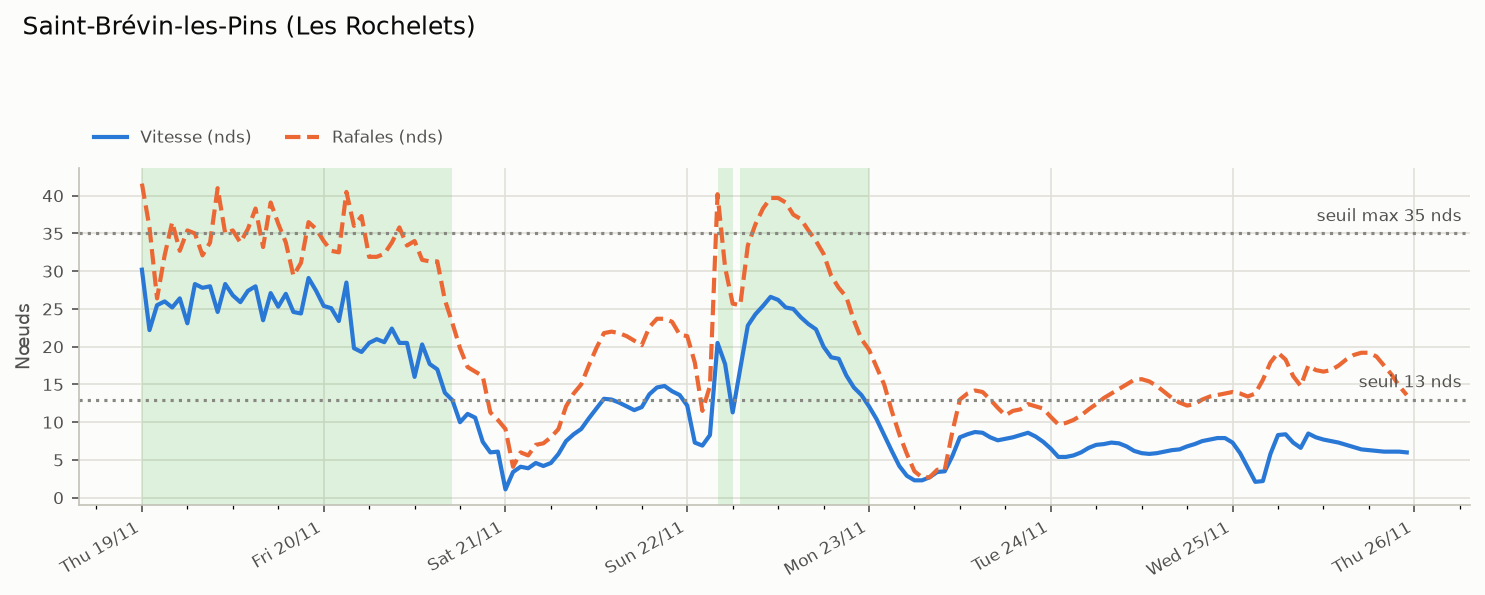 Saint-Brévin-les-Pins (Les Rochelets)
Vitesse (nds) Rafales (nds)
Nœuds
40
35
30
25
20
15
10
5
0
seuil max 35 nds
seuil 13 nds
Thu 19/11
Fri 20/11
Sat 21/11
Sun 22/11
Mon 23/11
Tue 24/11
Wed 25/11
Thu 26/11